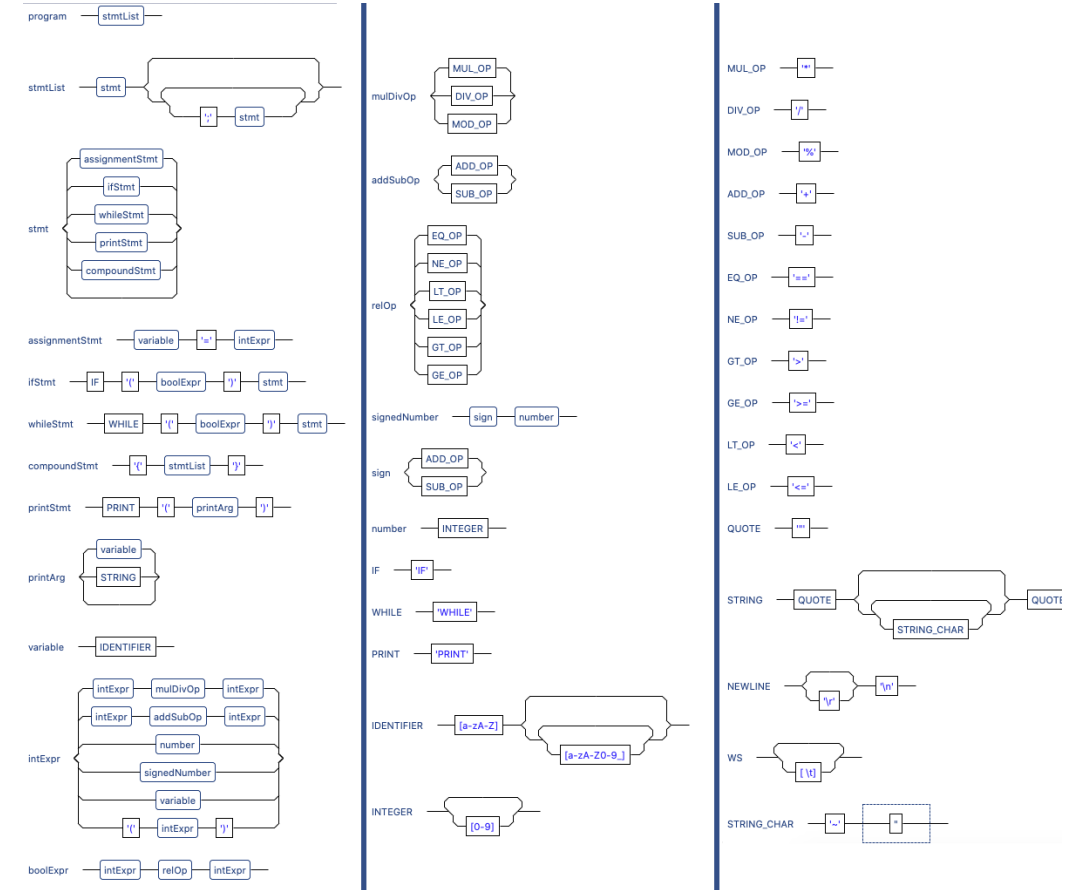 program stmtList
stmtList stmt
';' stmt
assignmentStmt
ifStmt
stmt whileStmt
printStmt
compoundStmt
assignmentStmt variable '=' intExpr
ifStmt IF '(' boolExpr ')' stmt
whileStmt WHILE '(' boolExpr ')' stmt
compoundStmt '{' stmtList '}'
printStmt PRINT '(' printArg ')'
variable
printArg STRING
variable IDENTIFIER
intExpr mulDivOp intExpr
intExpr addSubOp intExpr
number
intExpr signedNumber
variable
'(' intExpr ')'
boolExpr intExpr relOp intExpr
MUL_OP
mulDivOp DIV_OP
MOD_OP
ADD_OP
addSubOp
SUB_OP
EQ_OP
NE_OP
LT_OP
relOp LE_OP
GT_OP
GE_OP
signedNumber sign number
ADD_OP
sign
SUB_OP
number INTEGER
IF 'IF'
WHILE 'WHILE'
PRINT 'PRINT'
IDENTIFIER [a-zA-Z]
[a-zA-Z0-9_]
INTEGER
[0-9]
MUL_OP '*'
DIV_OP '/'
MOD_OP '%'
ADD_OP '+'
SUB_OP '-'
EQ_OP '=='
NE_OP '!='
GT_OP '>'
GE_OP '>='
LT_OP '<'
LE_OP '<='
QUOTE '"'
STRING QUOTE QUOTE
STRING_CHAR
NEWLINE '\n'
'\r'
WS
[ \t]
STRING_CHAR '~' "